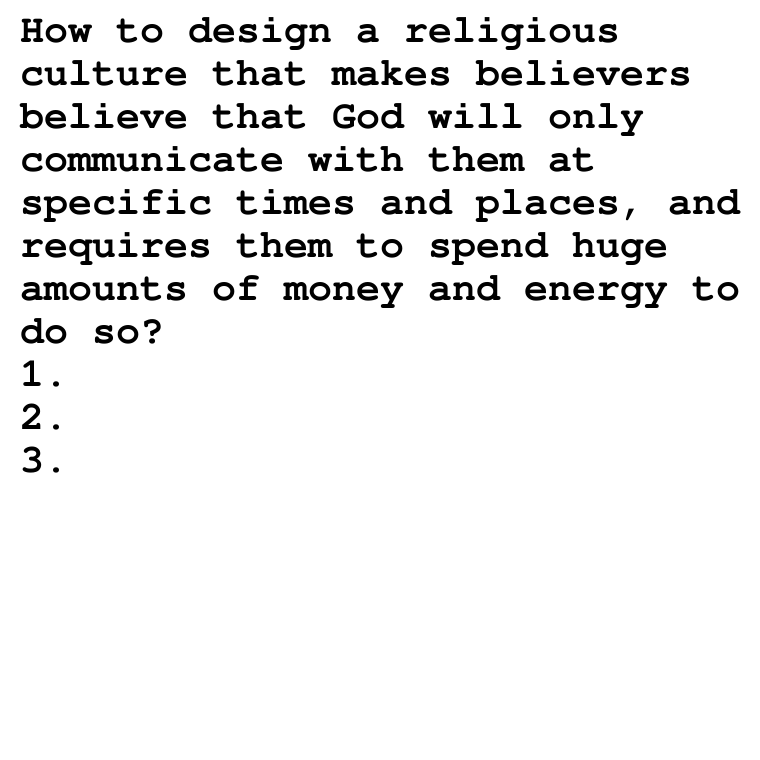 How to design a religious
culture that makes believers
believe that God will only
communicate with them at
specific times and places, and
requires them to spend huge
amounts of money and energy to
do so?
1.
2.
3.